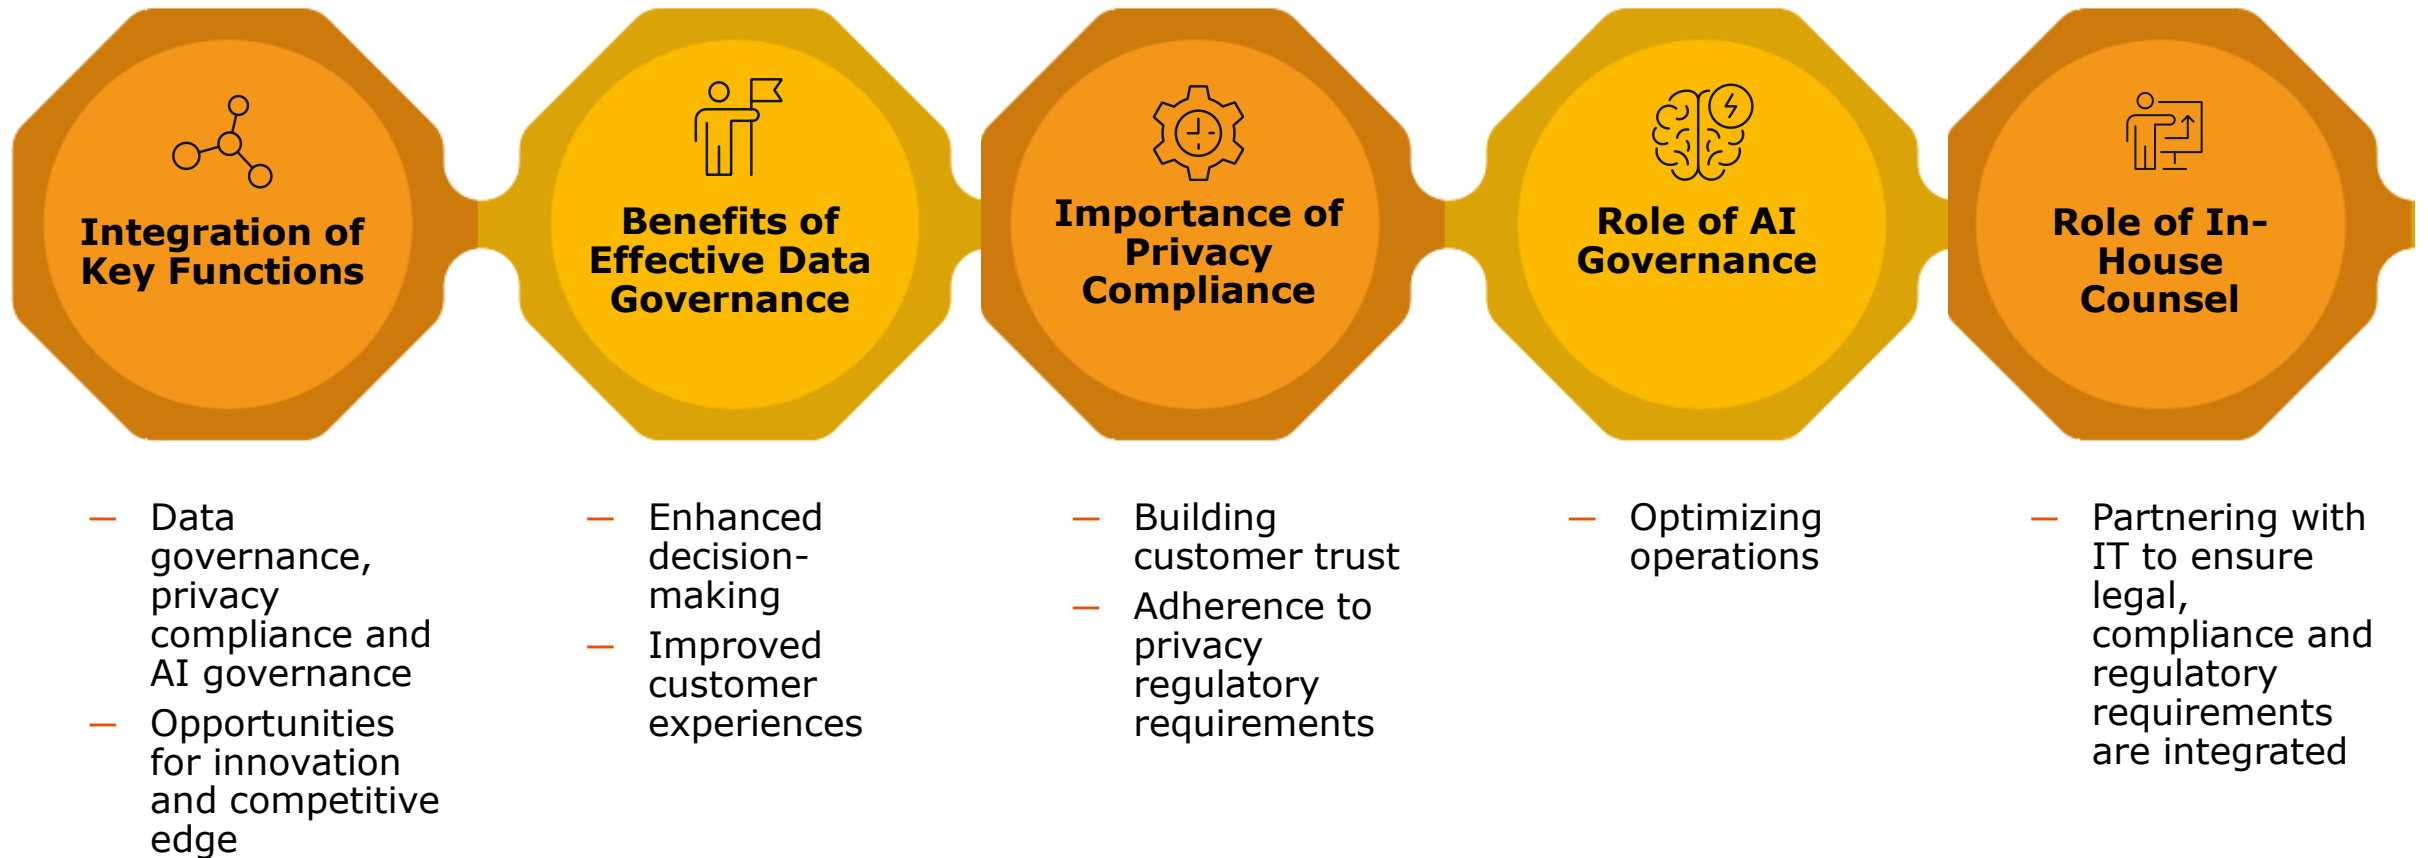 Integration of
Key Functions
Benefits of
Effective Data
Governance
Importance of
Privacy
Compliance
Role of AI
Governance
Role of In-
House
Counsel
— Data
governance,
privacy
compliance and
AI governance
— Opportunities
for innovation
and competitive
edge
— Enhanced
decision-
making
— Improved
customer
experiences
— Building
customer trust
— Adherence to
privacy
regulatory
requirements
— Optimizing
operations
— Partnering with
IT to ensure
legal,
compliance and
regulatory
requirements
are integrated